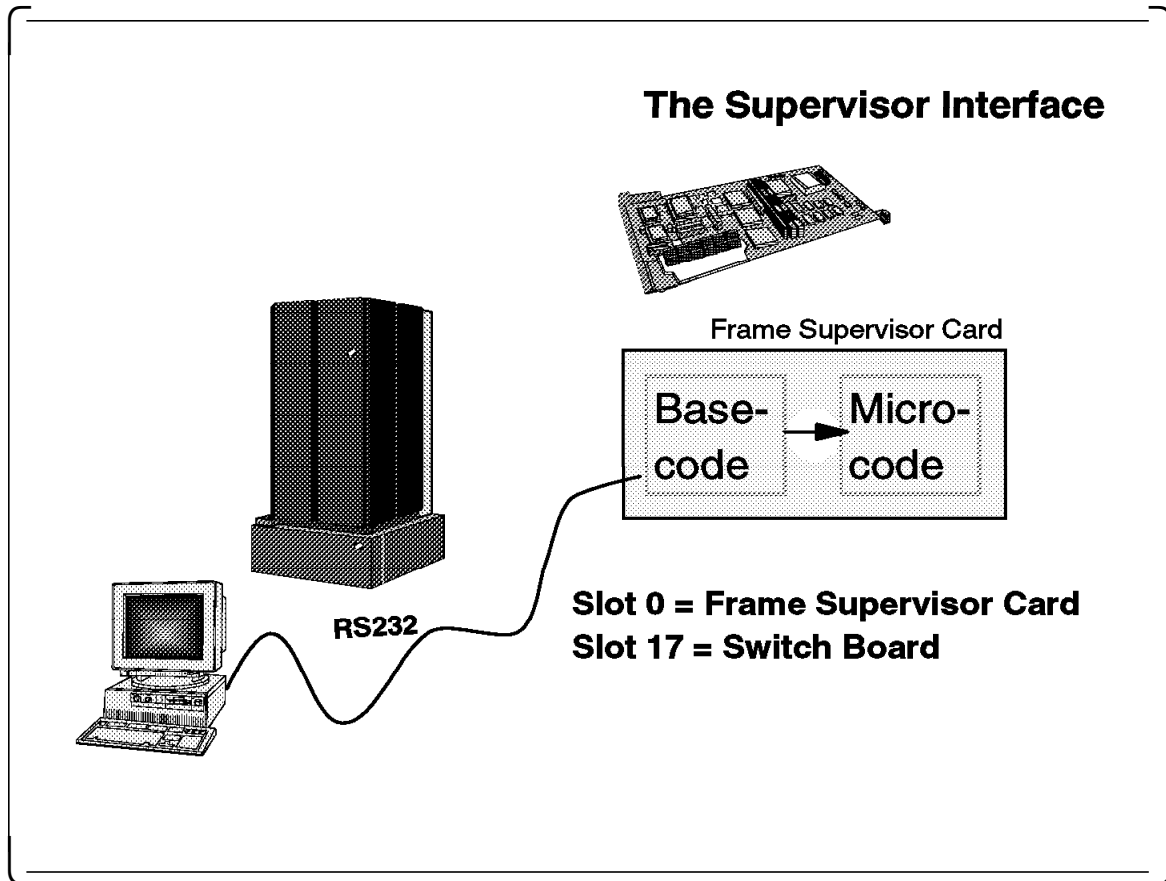 The Supervisor Interface
Frame Supervisor Card
Base-
code
Micro-
code
RS232
Slot 0 = Frame Supervisor Card
Slot 17 = Switch Board